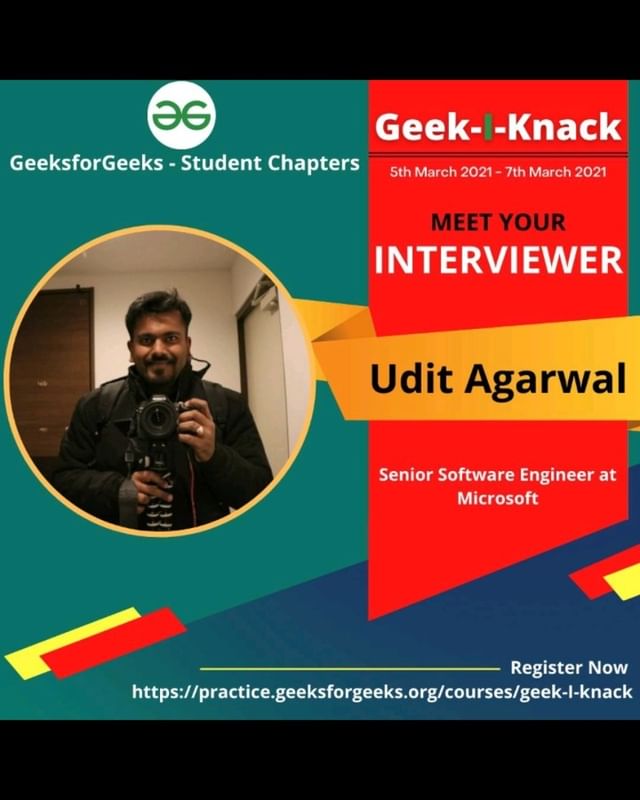 GeeksforGeeks - Student Chapters
Geek-I-Knack
5th March 2021 - 7th March 2021
MEET YOUR
INTERVIEWER
Udit Agarwal
Senior Software Engineer at
Microsoft
Register Now
https://practice.geeksforgeeks.org/courses/geek-I-knack